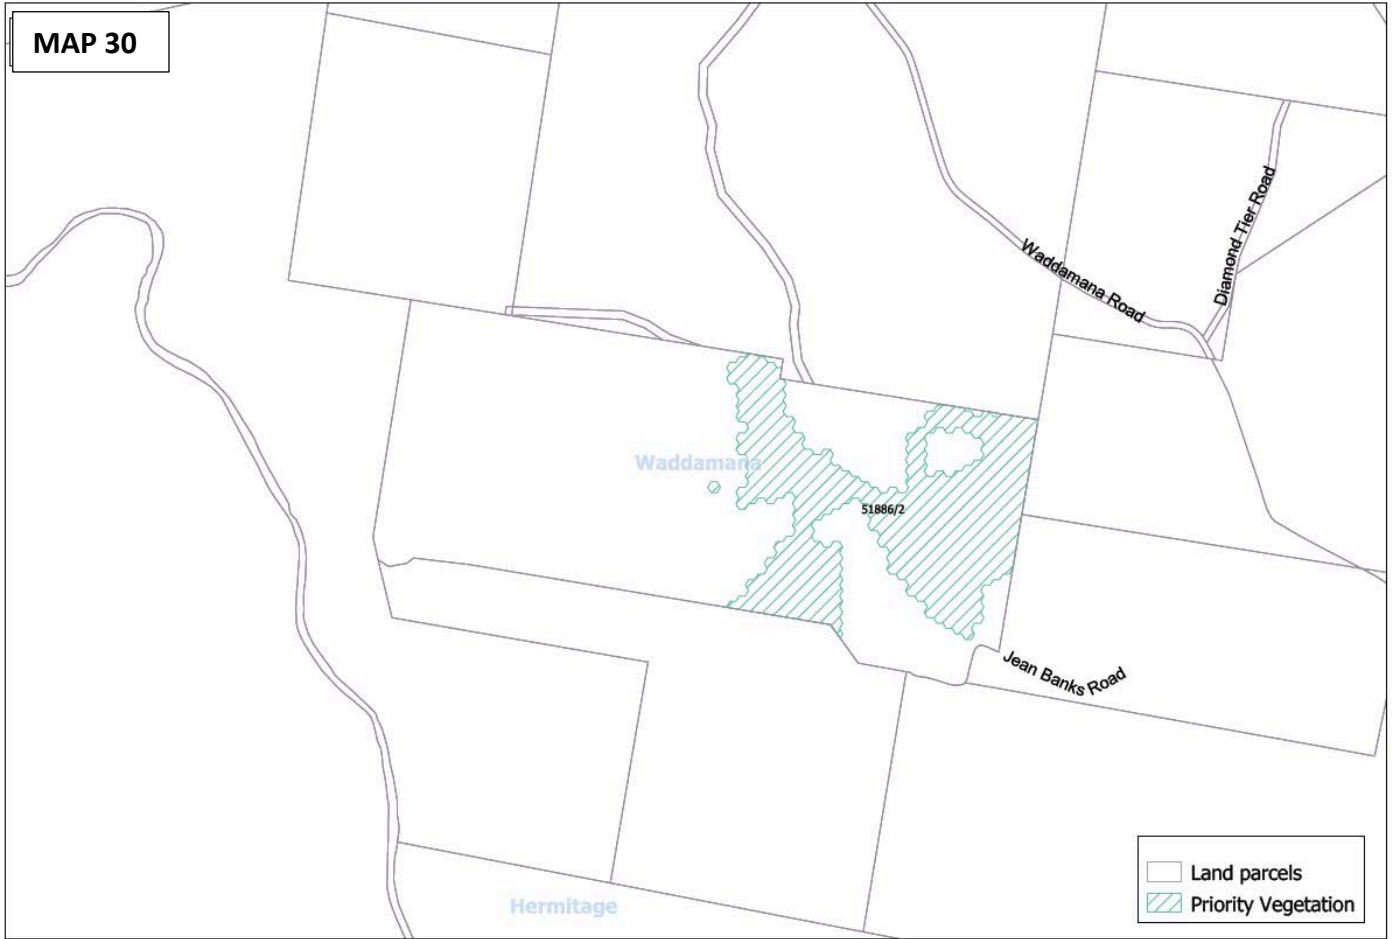 MAP 30
Diamond Tier Road
Waddamana Road
Waddamana
51886/2
Jean Banks Road
Land parcels
Priority Vegetation
Hermitage